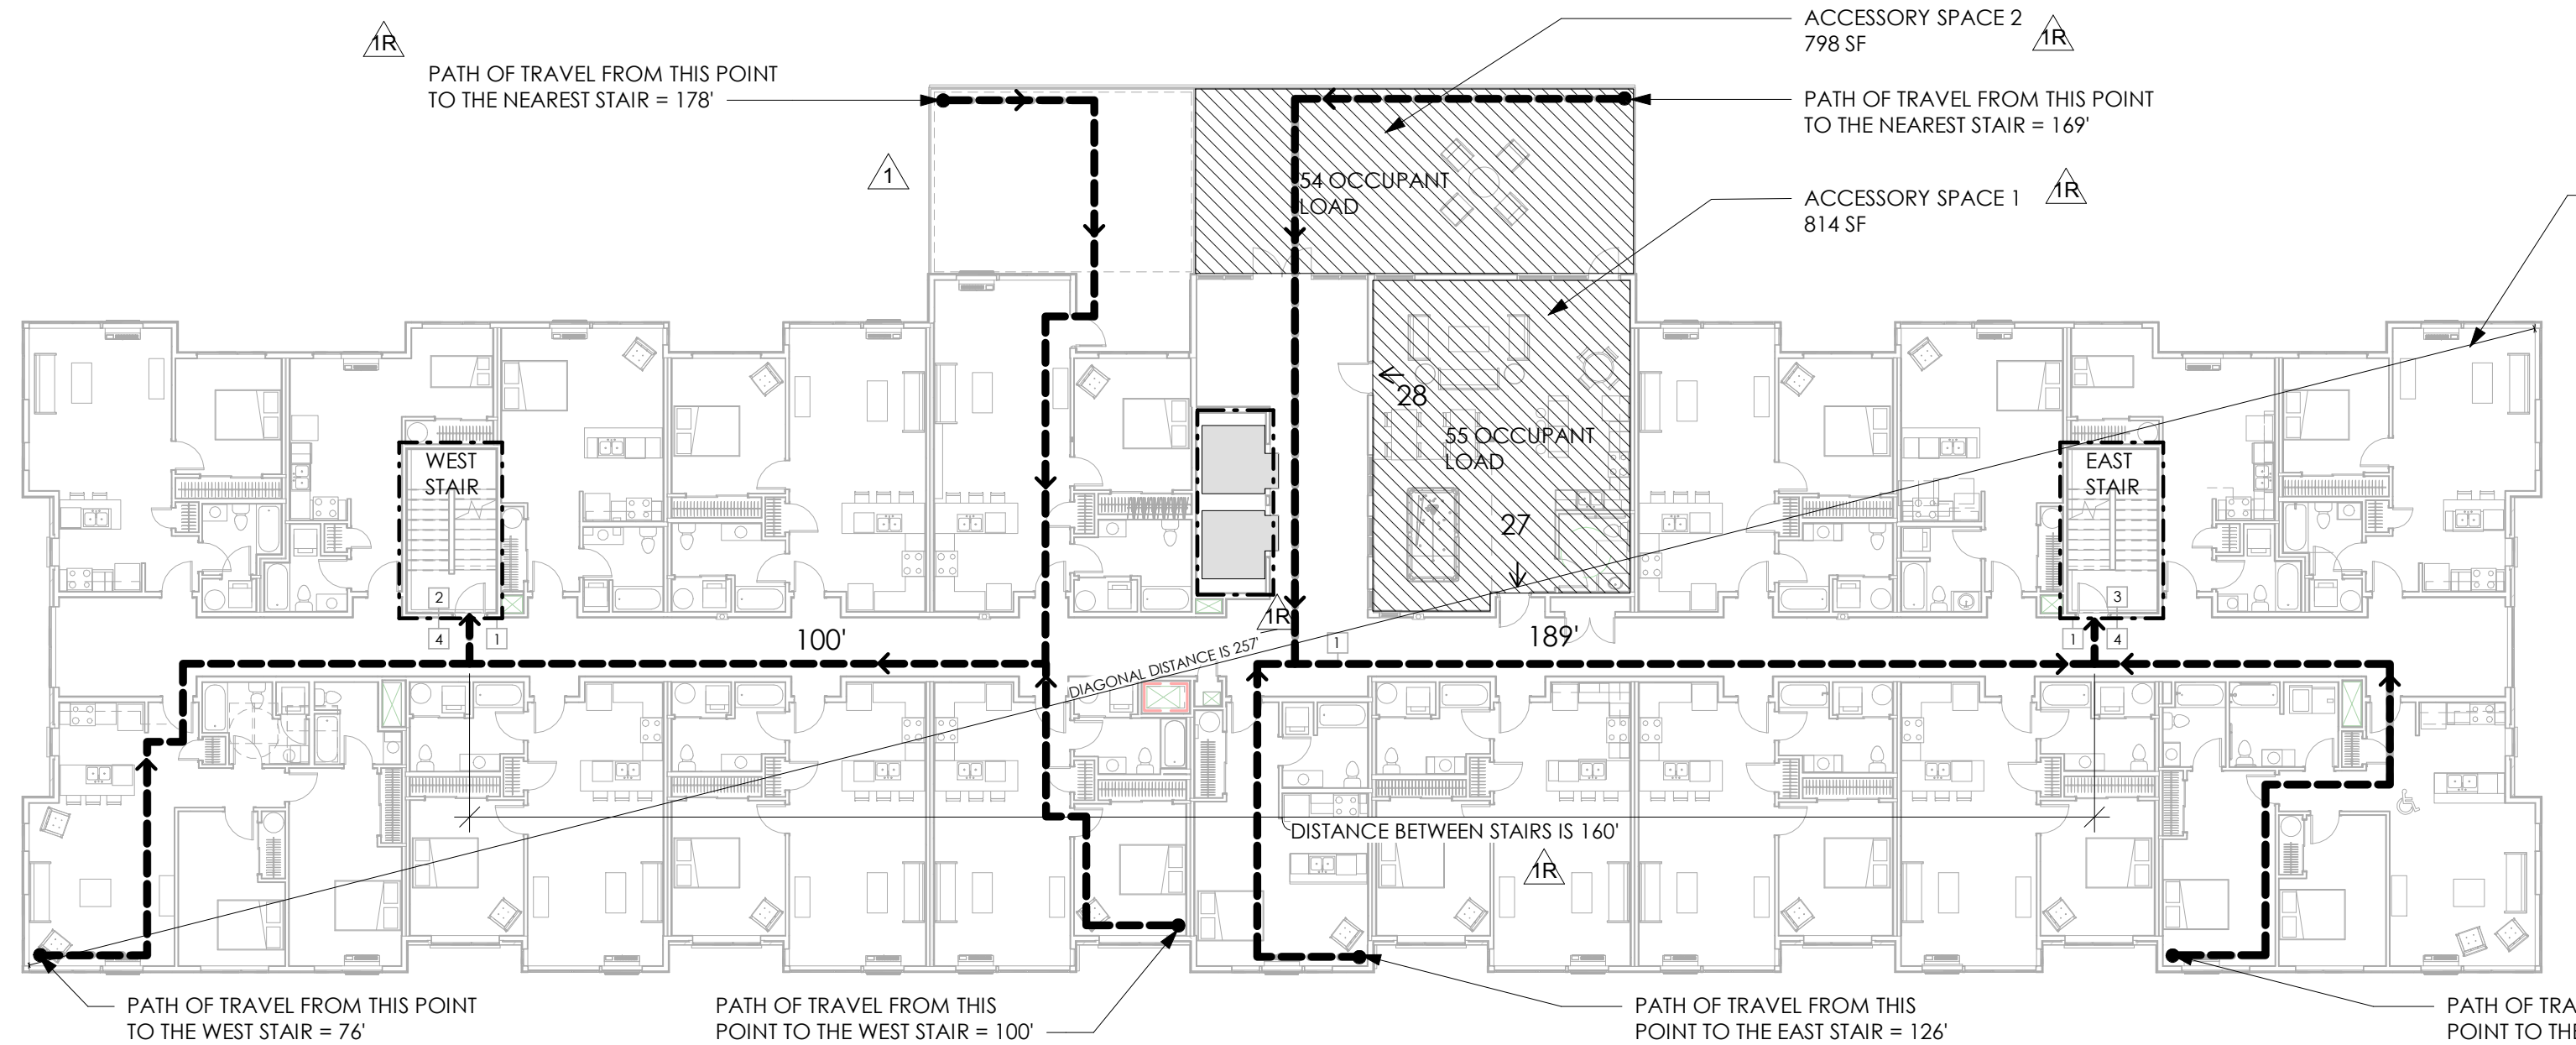 ACCESSORY SPACE 2
798 SF
1R
1R
PATH OF TRAVEL FROM THIS POINT
TO THE NEAREST STAIR = 178'
PATH OF TRAVEL FROM THIS POINT
TO THE NEAREST STAIR = 169'
1
54 OCCUPANT
LOAD
ACCESSORY SPACE 1
814 SF
1R
28
55 OCCUPANT
LOAD
27
WEST
STAIR
EAST
STAIR
2
4
1
100'
1R
1
189'
3
1
4
DIAGONAL DISTANCE IS 257'
DISTANCE BETWEEN STAIRS IS 160'
1R
PATH OF TRAVEL FROM THIS POINT
TO THE WEST STAIR = 76'
PATH OF TRAVEL FROM THIS
POINT TO THE WEST STAIR = 100'
PATH OF TRAVEL FROM THIS
POINT TO THE EAST STAIR = 126'
PATH OF TRA
POINT TO TH